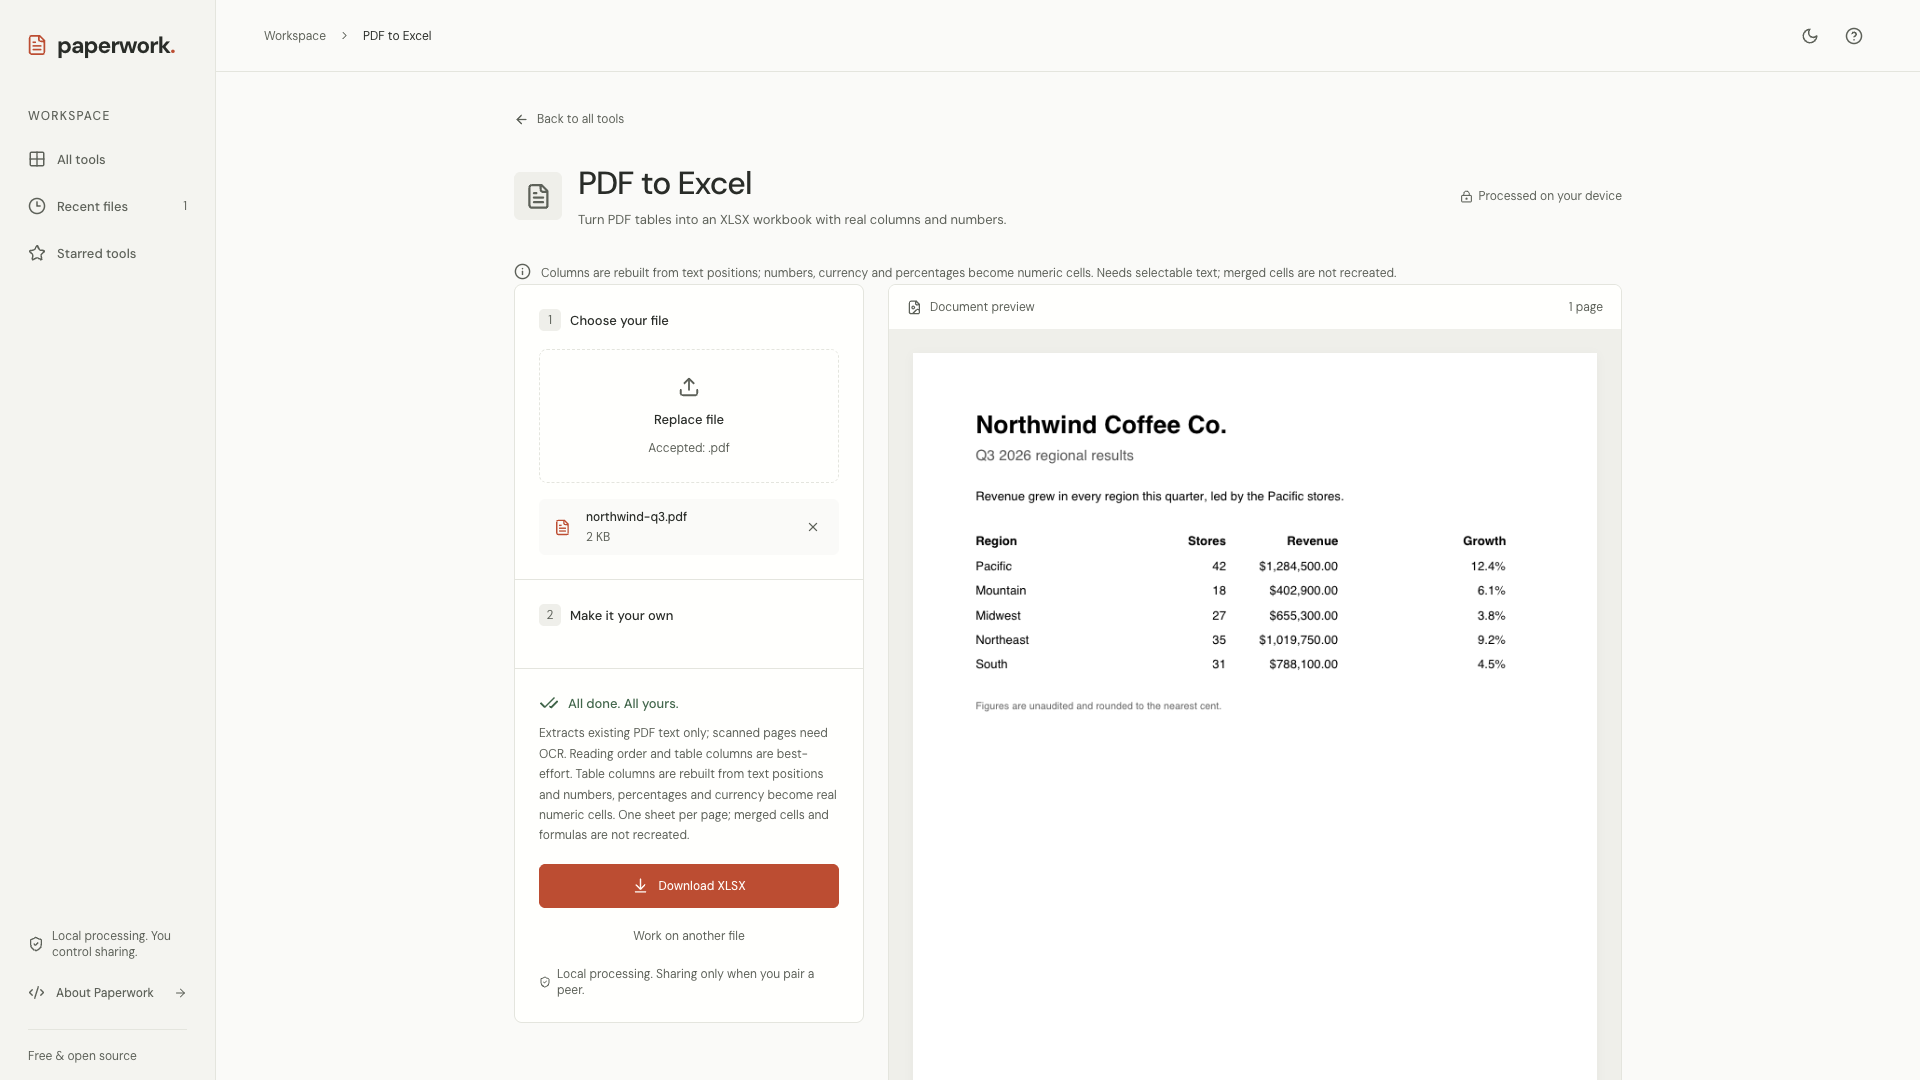 paperwork.
Workspace
PDF to Excel
WORKSPACE
All tools
Recent files 1
Starred tools
Local processing. You
control sharing.
About Paperwork
Free & open source
Back to all tools
PDF to Excel
Turn PDF tables into an XLSX workbook with real columns and numbers.
Processed on your device
Columns are rebuilt from text positions; numbers, currency and percentages become numeric cells. Needs selectable text; merged cells are not recreated.
1 Choose your file
Replace file
Accepted: .pdf
northwind-q3.pdf
2 KB
2 Make it your own
All done. All yours.
Extracts existing PDF text only; scanned pages need
OCR. Reading order and table columns are best-
effort. Table columns are rebuilt from text positions
and numbers, percentages and currency become real
numeric cells. One sheet per page; merged cells and
formulas are not recreated.
Download XLSX
Work on another file
Local processing. Sharing only when you pair a
peer.
Document preview 1 page
Northwind Coffee Co.
Q3 2026 regional results
Revenue grew in every region this quarter, led by the Pacific stores.
Region Stores Revenue Growth
Pacific 42 $1,284,500.00 12.4%
Mountain 18 $402,900.00 6.1%
Midwest 27 $655,300.00 3.8%
Northeast 35 $1,019,750.00 9.2%
South 31 $788,100.00 4.5%
Figures are unaudited and rounded to the nearest cent.